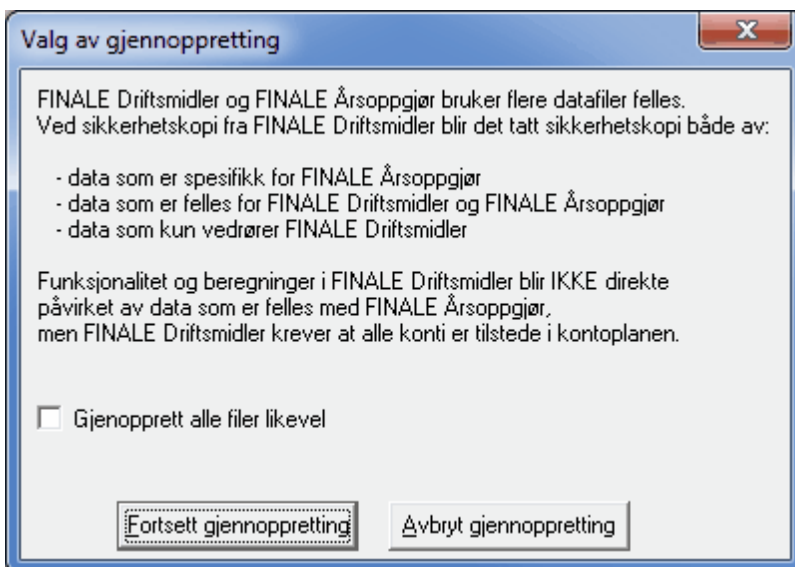 Valg av gjennoppretting
FINALE Driftsmidler og FINALE Årsoppgjør bruker flere datafiler felles.
Ved sikkerhetskopi fra FINALE Driftsmidler blir det tatt sikkerhetskopi både av:
- data som er spesifikk for FINALE Årsoppgjør
- data som er felles for FINALE Driftsmidler og FINALE Årsoppgjør
- data som kun vedrører FINALE Driftsmidler
Funksjonalitet og beregninger i FINALE Driftsmidler blir IKKE direkte
påvirket av data som er felles med FINALE Årsoppgjør,
men FINALE Driftsmidler krever at alle konti er tilstede i kontoplanen.
Gjenopprett alle filer likevel
Fortsett gjennoppretting
Avbryt gjennoppretting